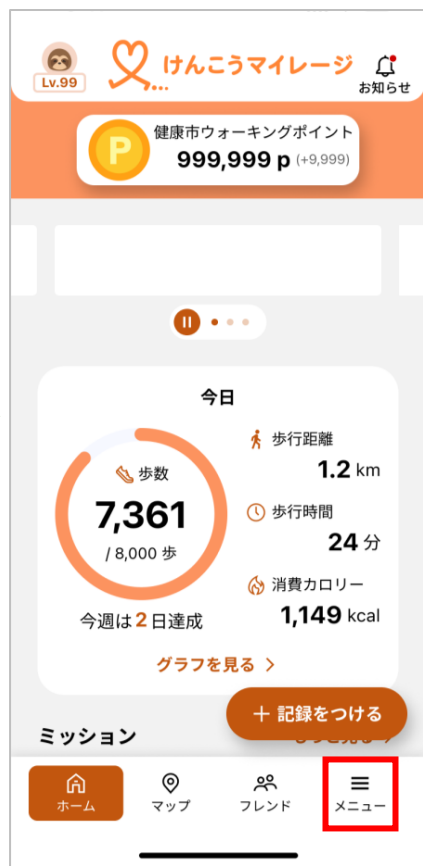 けんこうマイレージ
Lv.99
お知らせ
健康市ウォーキングポイント
P
999,999 p (+9,999)
今日
歩数
7,361
/ 8,000 歩
今週は2日達成
歩行距離
1.2 km
歩行時間
24 分
消費カロリー
1,149 kcal
グラフを見る
+ 記録をつける
ミッション
ホーム
マップ
フレンド
メニュー